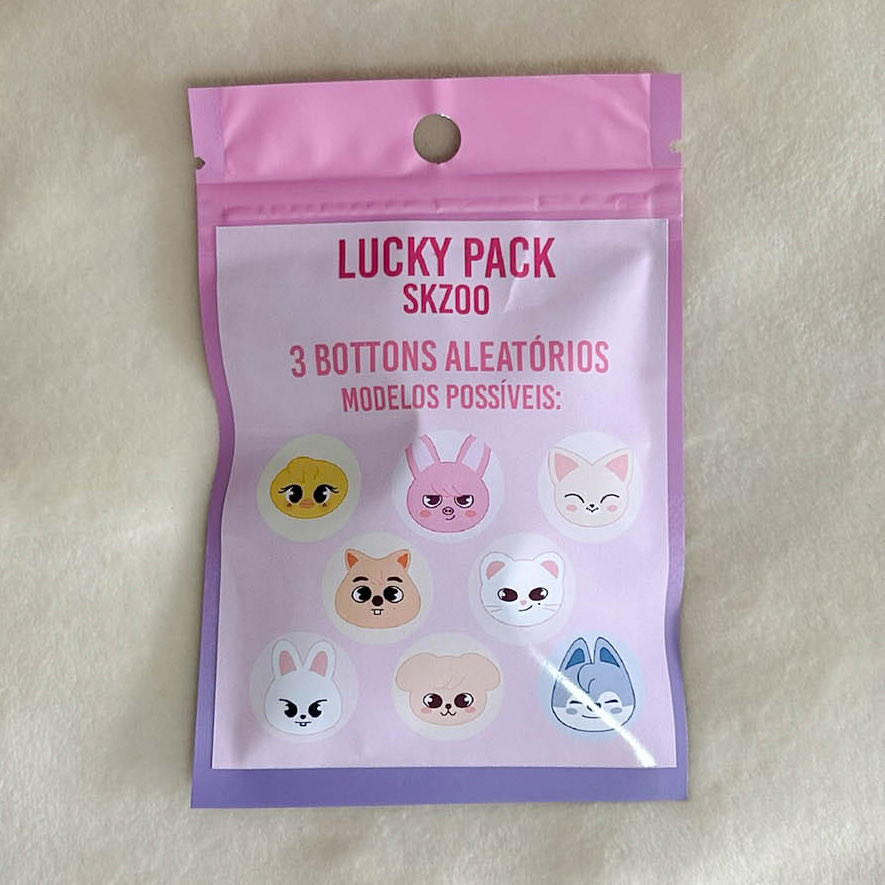 LUCKY PACK
SKZOO
3 BOTTONS ALEATÓRIOS
MODELOS POSSÍVEIS: